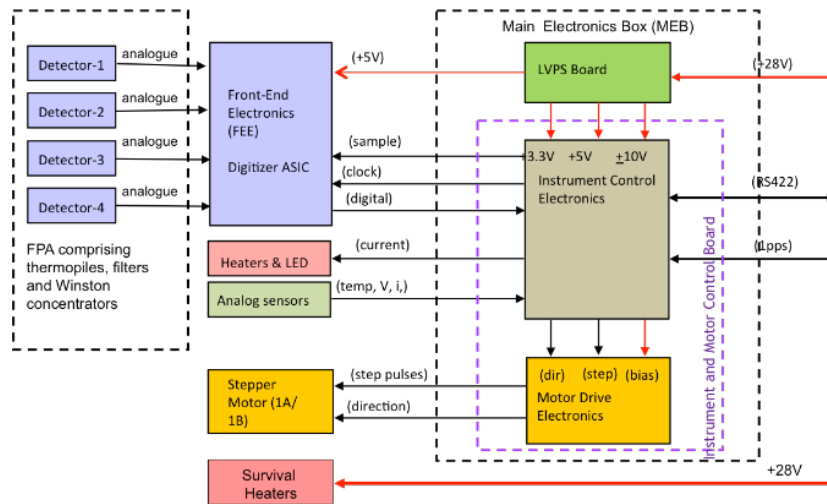 Main Electronics Box (MEB)
Detector-1
analogue
Detector-2
analogue
Detector-3
analogue
Detector-4
analogue
FPA comprising
thermopiles, filters
and Winston
concentrators
Front-End
Electronics
(FEE)
Digitizer ASIC
(+5V)
LVPS Board
(+28V)
(sample)
(clock)
(digital)
+3.3V
+5V
±10V
Instrument Control
Electronics
(RS422)
(1pps)
Heaters & LED
(current)
Analog sensors
(temp, V, i,)
Instrument and Motor Control Board
Stepper
Motor (1A/
1B)
(step pulses)
(direction)
(dir)
(step)
(bias)
Motor Drive
Electronics
Survival
Heaters
+28V